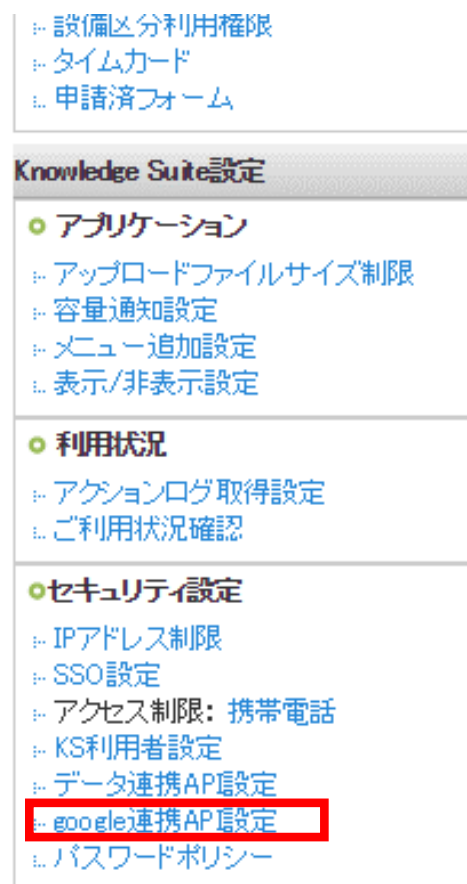 設備区分利用権限
タイムカード
申請済フォーム
Knowledge Suite設定
アプリケーション
アップロードファイルサイズ制限
容量通知設定
メニュー追加設定
表示/非表示設定
利用状況
アクションログ取得設定
ご利用状況確認
セキュリティ設定
IPアドレス制限
SSO設定
アクセス制限: 携帯電話
KS利用者設定
データ連携API設定
google連携API設定
パスワードポリシー